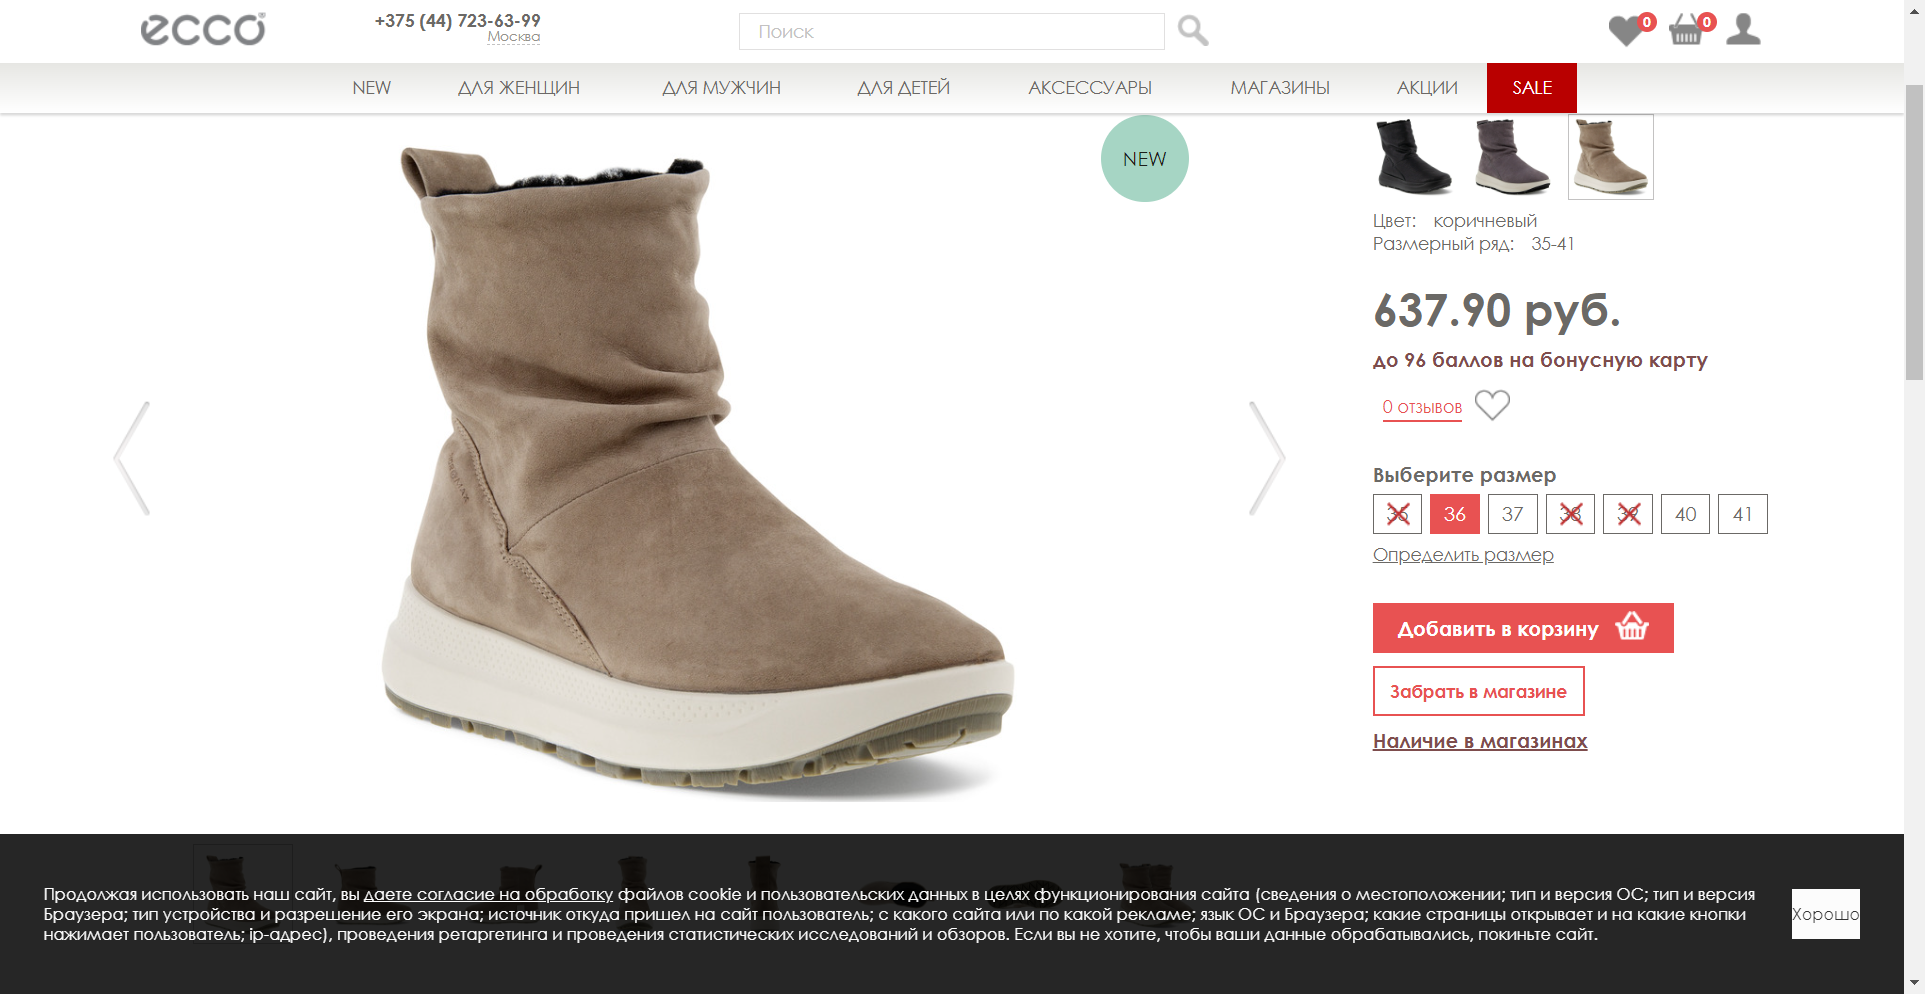 ecco
+375 (44) 723-63-99
Москва
Поиск
0
0
NEW
ДЛЯ ЖЕНЩИН
ДЛЯ МУЖЧИН
ДЛЯ ДЕТЕЙ
АКСЕССУАРЫ
МАГАЗИНЫ
АКЦИИ
SALE
NEW
Цвет: коричневый
Размерный ряд: 35-41
637.90 руб.
до 96 баллов на бонусную карту
0 отзывов
Выберите размер
35 36 37 38 39 40 41
Определить размер
Добавить в корзину
Забрать в магазине
Наличие в магазинах
Продолжая использовать наш сайт, вы даете согласие на обработку файлов cookie и пользовательских данных в целях функционирования сайта (сведения о местоположении; тип и версия ОС; тип и версия
Браузера; тип устройства и разрешение его экрана; источник откуда пришел на сайт пользователь; с какого сайта или по какой рекламе; язык ОС и Браузера; какие страницы открывает и на какие кнопки
нажимает пользователь; ip-адрес), проведения ретаргетинга и проведения статистических исследований и обзоров. Если вы не хотите, чтобы ваши данные обрабатывались, покиньте сайт.
Хорошо